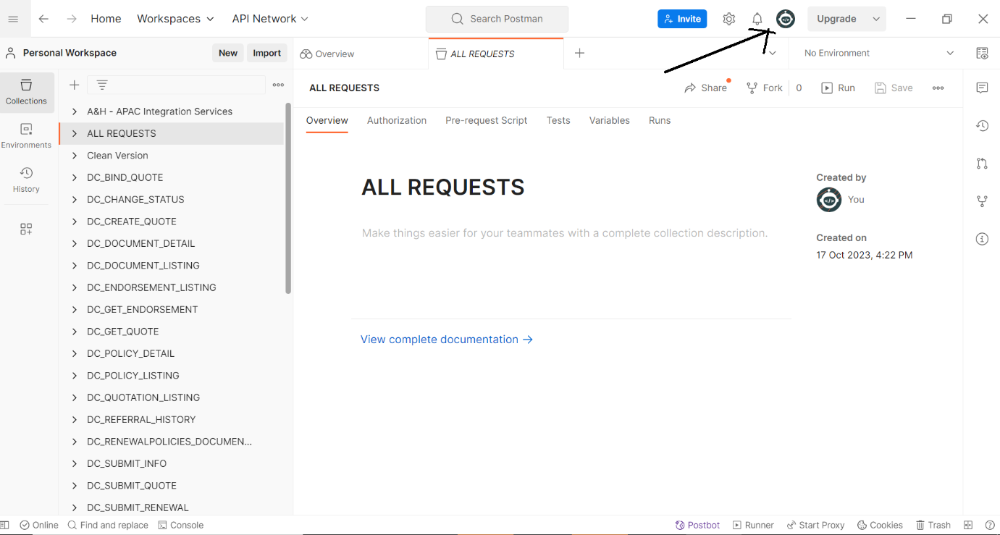 Home Workspaces API Network Search Postman Invite Upgrade
Personal Workspace New Import Overview ALL REQUESTS No Environment
Collections
Environments
History
A&H - APAC Integration Services
ALL REQUESTS
Clean Version
DC_BIND_QUOTE
DC_CHANGE_STATUS
DC_CREATE_QUOTE
DC_DOCUMENT_DETAIL
DC_DOCUMENT_LISTING
DC_ENDORSEMENT_LISTING
DC_GET_ENDORSEMENT
DC_GET_QUOTE
DC_POLICY_DETAIL
DC_POLICY_LISTING
DC_QUOTATION_LISTING
DC_REFERRAL_HISTORY
DC_RENEWALPOLICIES_DOCUMEN...
DC_SUBMIT_INFO
DC_SUBMIT_QUOTE
DC_SUBMIT_RENEWAL
ALL REQUESTS Share Fork 0 Run Save
Overview Authorization Pre-request Script Tests Variables Runs
ALL REQUESTS
Make things easier for your teammates with a complete collection description.
View complete documentation →
Created by
You
Created on
17 Oct 2023, 4:22 PM
Online Find and replace Console Postbot Runner Start Proxy Cookies Trash